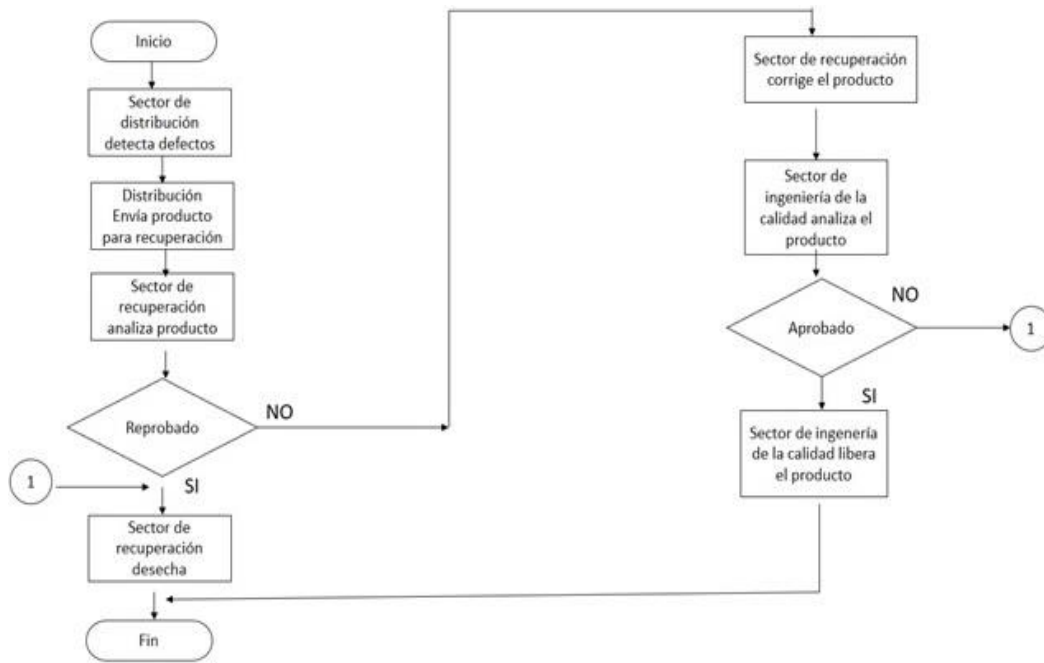 Inicio
Sector de
distribución
detecta defectos
Distribución
Envía producto
para recuperación
Sector de
recuperación
analiza producto
Reprobado
NO
1
SI
Sector de
recuperación
desecha
Fin
Sector de recuperación
corrige el producto
Sector de
ingeniería de la
calidad analiza el
producto
Aprobado
NO
1
SI
Sector de ingenería
de la calidad libera
el producto